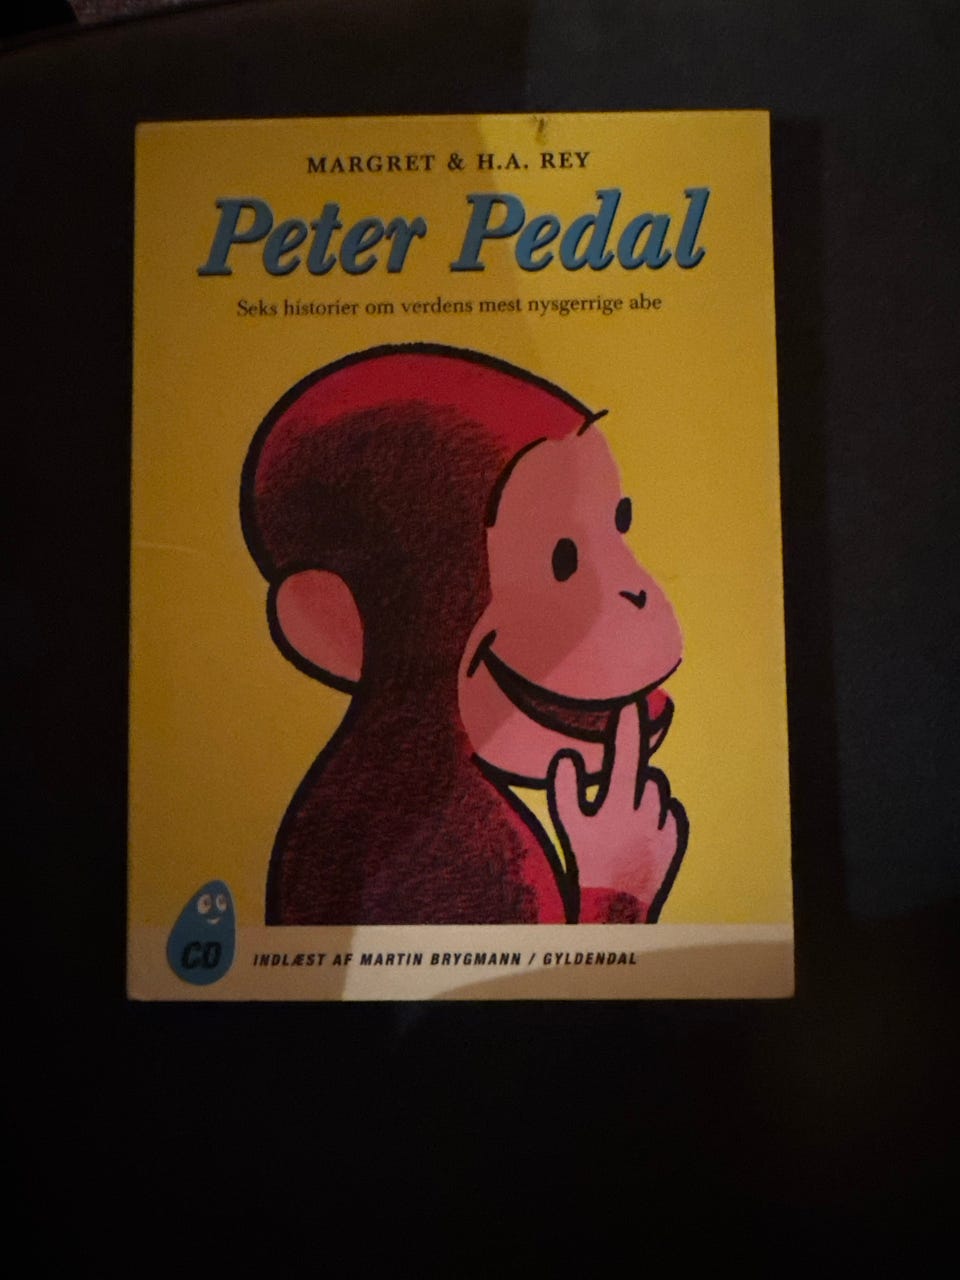 MARGRET & H.A. REY
Peter Pedal
Seks historier om verdens mest nysgerrige abe
CD
INDLÆST AF MARTIN BRYGMANN / GYLDENDAL